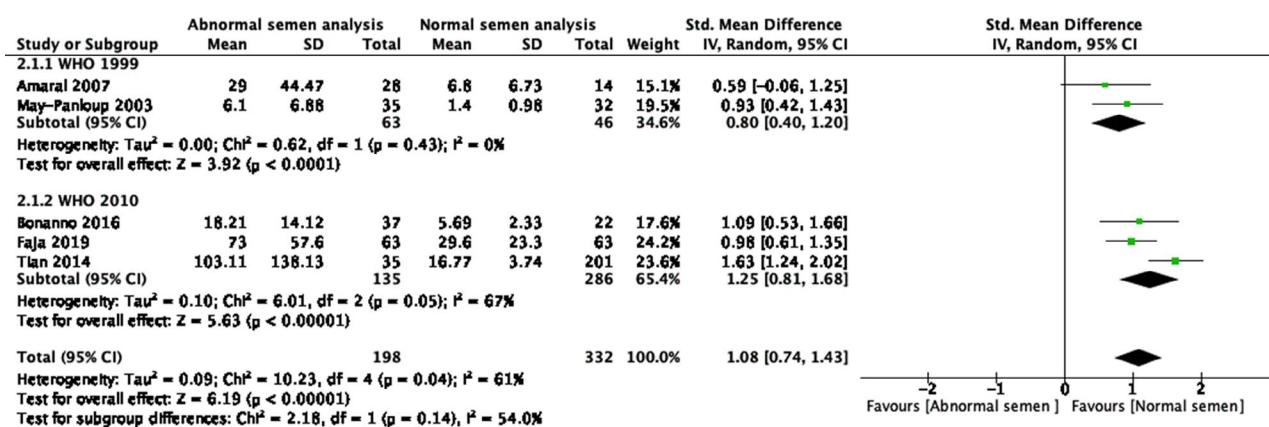 Abnormal semen analysis Normal semen analysis Std. Mean Difference Std. Mean Difference
Study or Subgroup Mean SD Total Mean SD Total Weight IV, Random, 95% CI IV, Random, 95% CI
2.1.1 WHO 1999
Amaral 2007 29 44.47 28 6.8 6.73 14 15.1% 0.59 [-0.06, 1.25]
May-Panloup 2003 6.1 6.88 35 1.4 0.98 32 19.5% 0.93 [0.42, 1.43]
Subtotal (95% CI) 63 46 34.6% 0.80 [0.40, 1.20]
Heterogeneity: Tau² = 0.00; Chi² = 0.62, df = 1 (p = 0.43); I² = 0%
Test for overall effect: Z = 3.92 (p < 0.0001)
2.1.2 WHO 2010
Bonanno 2016 18.21 14.12 37 5.69 2.33 22 17.6% 1.09 [0.53, 1.66]
Faja 2019 73 57.6 63 29.6 23.3 63 24.2% 0.98 [0.61, 1.35]
Tian 2014 103.11 138.13 35 16.77 3.74 201 23.6% 1.63 [1.24, 2.02]
Subtotal (95% CI) 135 286 65.4% 1.25 [0.81, 1.68]
Heterogeneity: Tau² = 0.10; Chi² = 6.01, df = 2 (p = 0.05); I² = 67%
Test for overall effect: Z = 5.63 (p < 0.00001)
Total (95% CI) 198 332 100.0% 1.08 [0.74, 1.43]
Heterogeneity: Tau² = 0.09; Chi² = 10.23, df = 4 (p = 0.04); I² = 61%
Test for overall effect: Z = 6.19 (p < 0.00001)
Test for subgroup differences: Chi² = 2.18, df = 1 (p = 0.14), I² = 54.0%
-2 -1 0 1 2
Favours [Abnormal semen ] Favours [Normal semen]